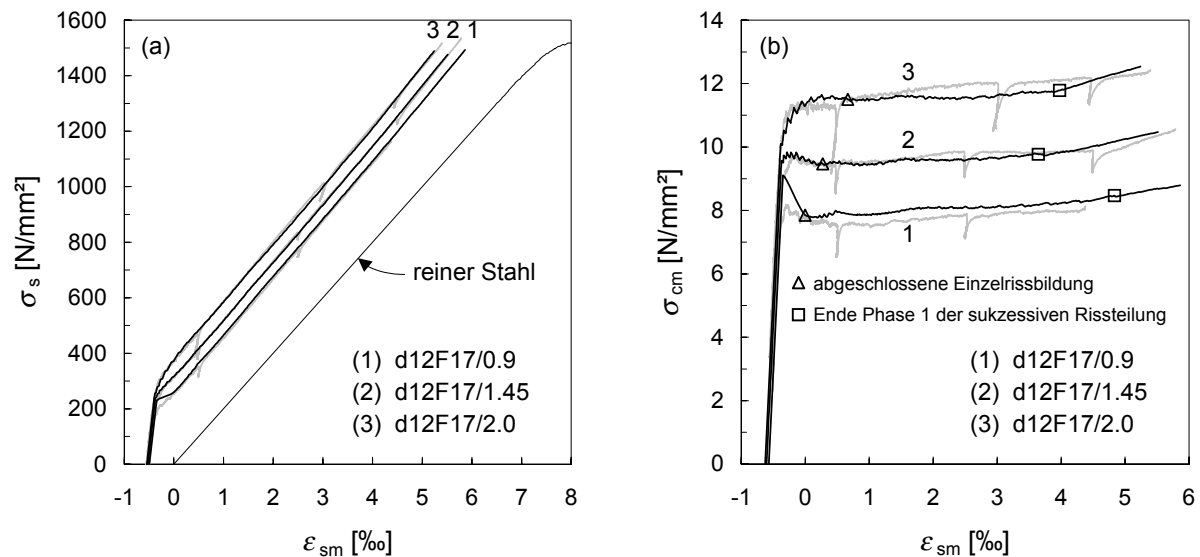 (a)
3 2 1
1600
1400
1200
1000
800
600
400
200
0
σs [N/mm²]
reiner Stahl
(1) d12F17/0.9
(2) d12F17/1.45
(3) d12F17/2.0
-1 0 1 2 3 4 5 6 7 8
εsm [‰]
(b)
14
12
10
8
6
4
2
0
σcm [N/mm²]
3
2
1
abgeschlossene Einzelrissbildung
Ende Phase 1 der sukzessiven Rissteilung
(1) d12F17/0.9
(2) d12F17/1.45
(3) d12F17/2.0
-1 0 1 2 3 4 5 6
εsm [‰]